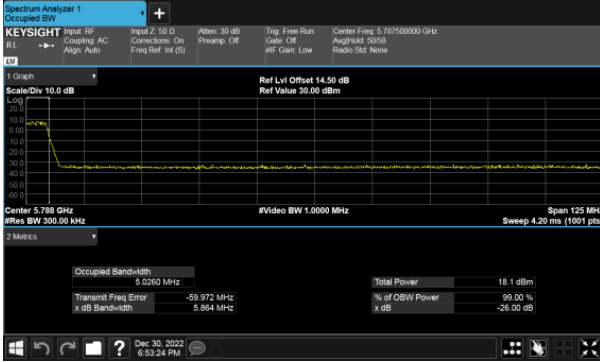 Spectrum Analyzer 1
Occupied BW
+
KEYSIGHT Input: RF Input Z: 50 Ω Atten: 30 dB Trig: Free Run Center Freq: 5.787500000 GHz
RL Coupling: AC Corrections: On Preamp: Off Gate: Off Avg|Hold: 50/50
Align: Auto Freq Ref: Int (S) #IF Gain: Low Radio Std: None
LXI
1 Graph
Ref Lvl Offset 14.50 dB
Scale/Div 10.0 dB Ref Value 30.00 dBm
Log
20.0
10.0
0.00
-10.0
-20.0
-30.0
-40.0
-50.0
-60.0
Center 5.788 GHz #Video BW 1.0000 MHz Span 125 MH
#Res BW 300.00 kHz Sweep 4.20 ms (1001 pts
2 Metrics
Occupied Bandwidth
5.0260 MHz Total Power 18.1 dBm
Transmit Freq Error -59.972 MHz % of OBW Power 99.00 %
x dB Bandwidth 5.864 MHz x dB -26.00 dB
? Dec 30, 2022
6:53:24 PM